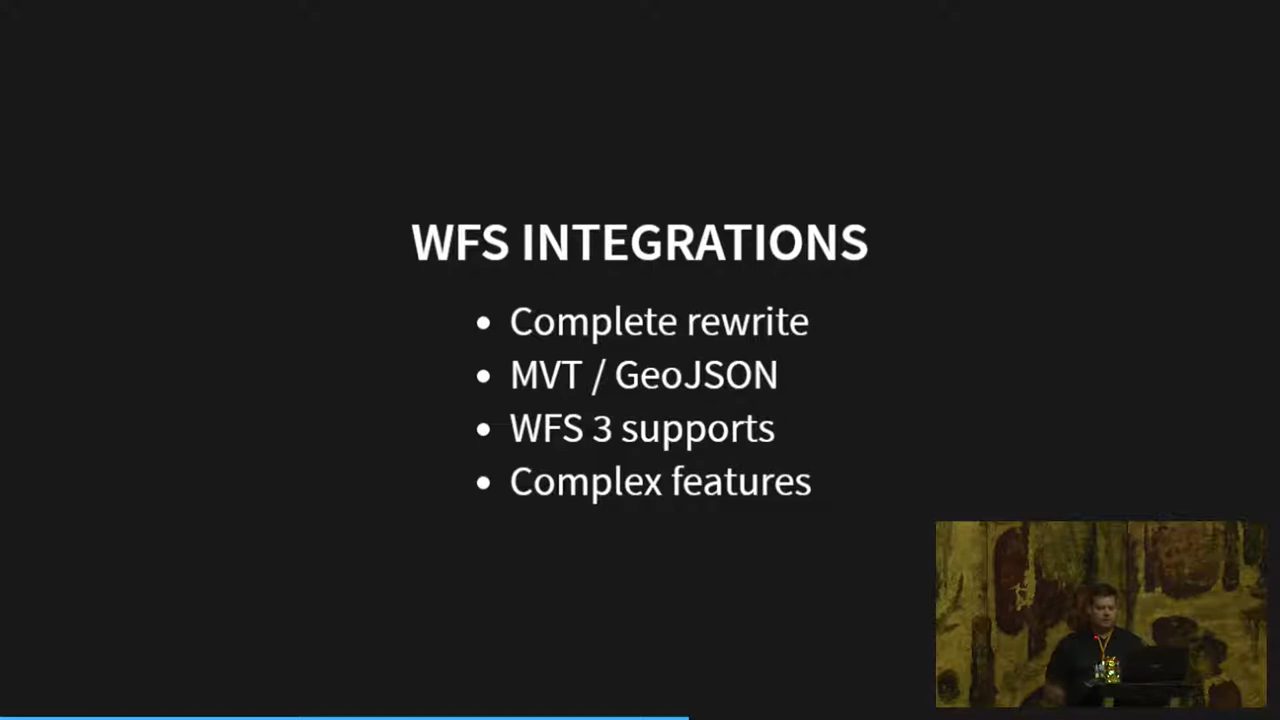 WFS INTEGRATIONS
• Complete rewrite
• MVT / GeoJSON
• WFS 3 supports
• Complex features